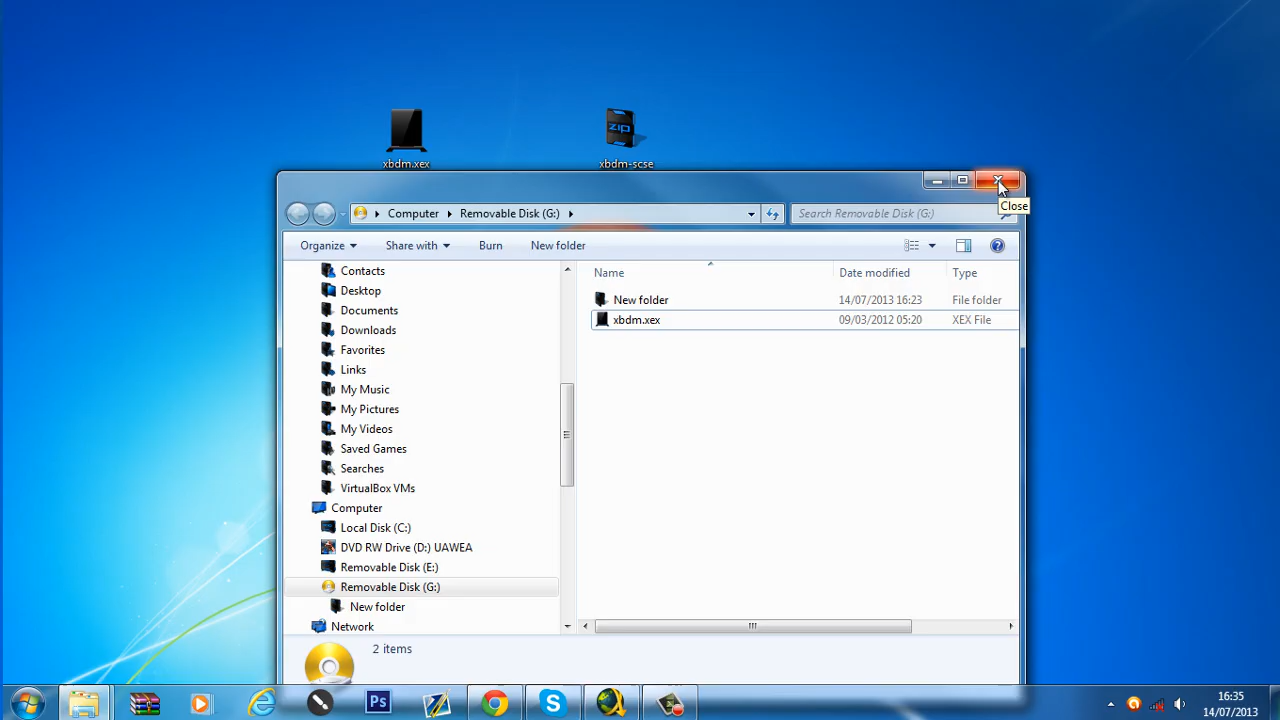 xbdm.xex
xbdm-scse
Close
Computer
Removable Disk (G:)
Search Removable Disk (G:)
Organize
Share with
Burn
New folder
Contacts
Desktop
Documents
Downloads
Favorites
Links
My Music
My Pictures
My Videos
Saved Games
Searches
VirtualBox VMs
Computer
Local Disk (C:)
DVD RW Drive (D:) UAWEA
Removable Disk (E:)
Removable Disk (G:)
New folder
Network
Name
Date modified
Type
New folder
14/07/2013 16:23
File folder
xbdm.xex
09/03/2012 05:20
XEX File
2 items
zip
Ps
16:35
14/07/2013